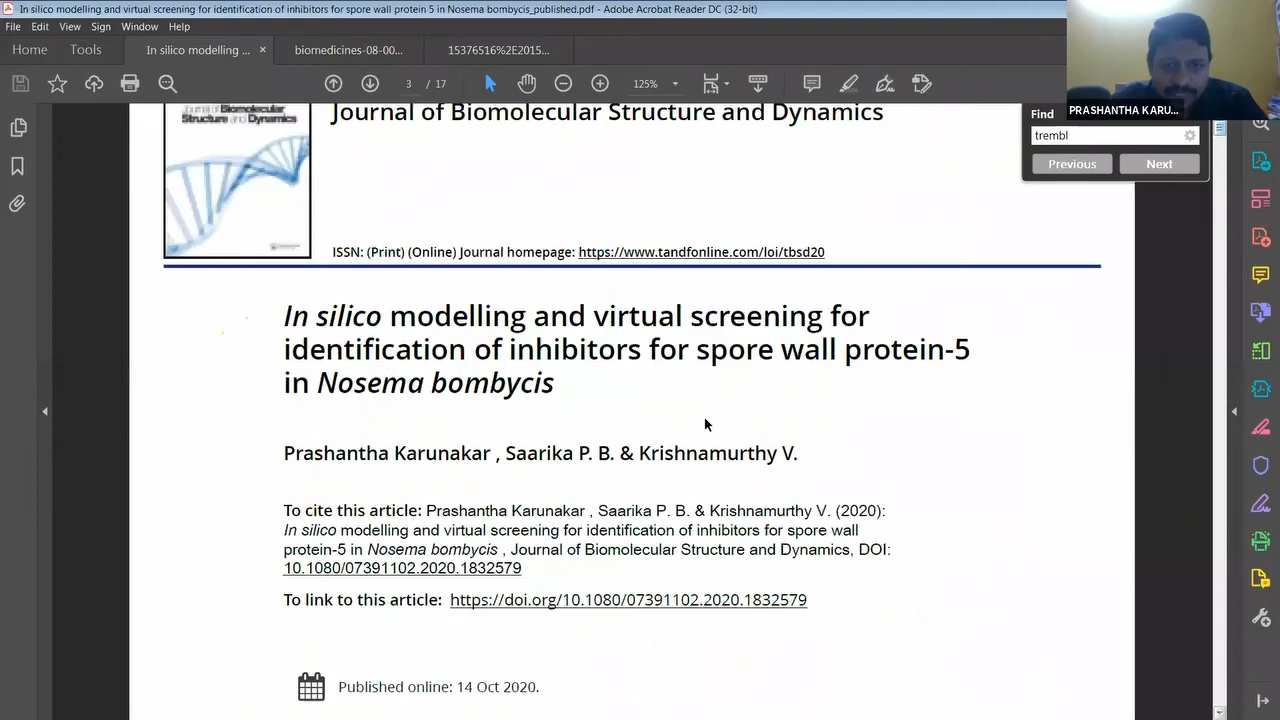 In silico modelling and virtual screening for identification of inhibitors for spore wall protein 5 in Nosema bombycis_published.pdf - Adobe Acrobat Reader DC (32-bit)
File Edit View Sign Window Help
Home Tools In silico modelling ... × biomedicines-08-00... 15376516%2E2015...
3 / 17 125%
PRASHANTHA KARU...
Find
trembl
Previous Next
Journal of Biomolecular
Structure and Dynamics
Journal of Biomolecular Structure and Dynamics
ISSN: (Print) (Online) Journal homepage: https://www.tandfonline.com/loi/tbsd20
In silico modelling and virtual screening for
identification of inhibitors for spore wall protein-5
in Nosema bombycis
Prashantha Karunakar , Saarika P. B. & Krishnamurthy V.
To cite this article: Prashantha Karunakar , Saarika P. B. & Krishnamurthy V. (2020):
In silico modelling and virtual screening for identification of inhibitors for spore wall
protein-5 in Nosema bombycis , Journal of Biomolecular Structure and Dynamics, DOI:
10.1080/07391102.2020.1832579
To link to this article: https://doi.org/10.1080/07391102.2020.1832579
Published online: 14 Oct 2020.